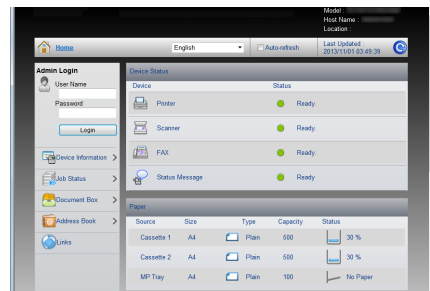 Model :
Host Name :
Location :
Home
English
Auto-refresh
Last Updated
2013/11/01 03:49:39
Admin Login
User Name
Password
Login
Device Information
Job Status
Document Box
Address Book
Links
Device Status
Device Status
Printer Ready.
Scanner Ready.
FAX Ready.
Status Message Ready
Paper
Source Size Type Capacity Status
Cassette 1 A4 Plain 500 30 %
Cassette 2 A4 Plain 500 30 %
MP Tray A4 Plain 100 No Paper